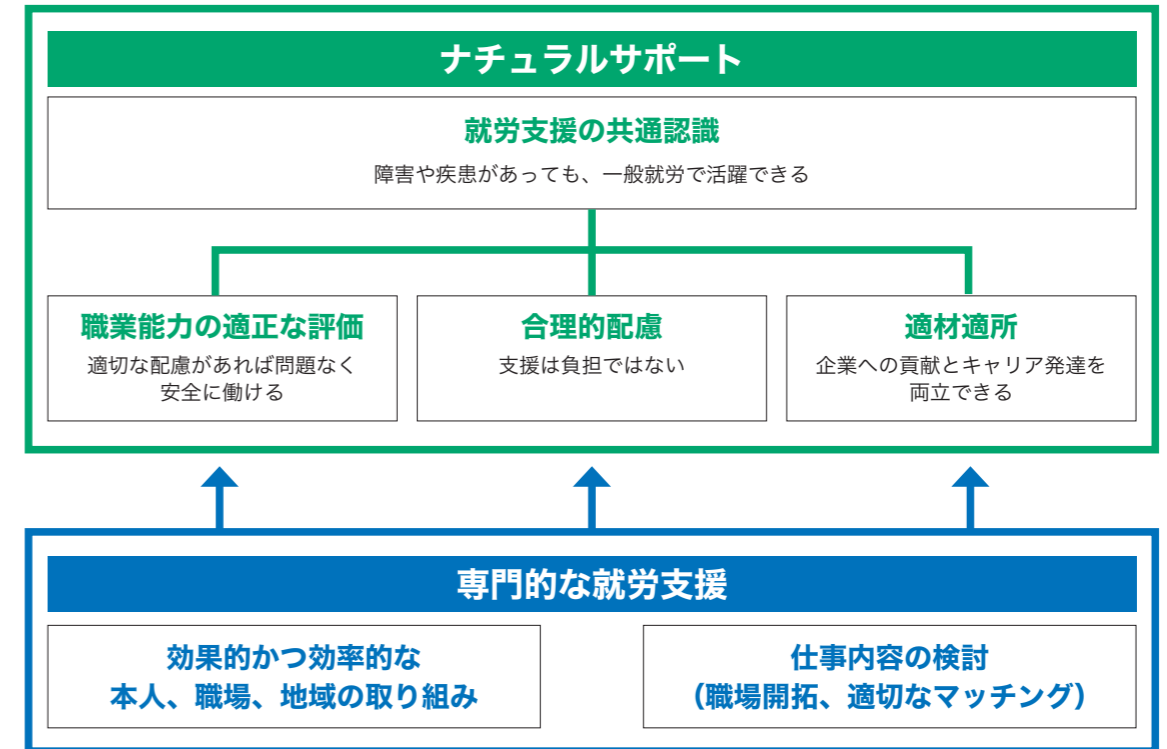 ナチュラルサポート
就労支援の共通認識
障害や疾患があっても、一般就労で活躍できる
職業能力の適正な評価
適切な配慮があれば問題なく
安全に働ける
合理的配慮
支援は負担ではない
適材適所
企業への貢献とキャリア発達を
両立できる
専門的な就労支援
効果的かつ効率的な
本人、職場、地域の取り組み
仕事内容の検討
（職場開拓、適切なマッチング）